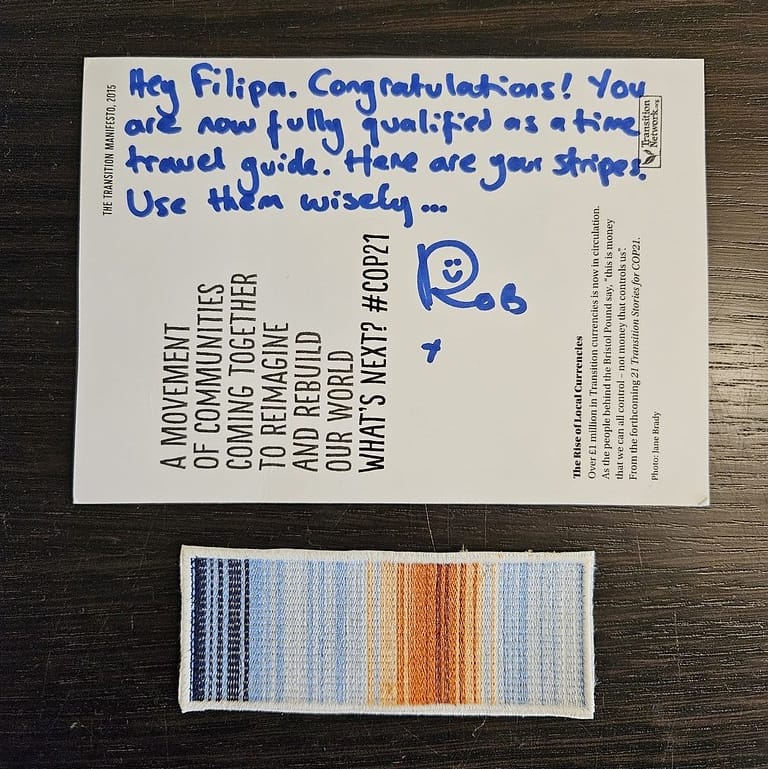 Hey Filipa. Congratulations! You
are now fully qualified as a time
travel guide. Here are your stripes.
Use them wisely...
Rob
THE TRANSITION MANIFESTO, 2015
A MOVEMENT
OF COMMUNITIES
COMING TOGETHER
TO REIMAGINE
AND REBUILD
OUR WORLD
WHAT'S NEXT? #COP21
Transition
Network.org
The Rise of Local Currencies
Over £1 million in Transition currencies is now in circulation.
As the people behind the Bristol Pound say, "this is money
that we can all control – not money that controls us".
From the forthcoming 21 Transition Stories for COP21.
Photo: Jane Brady